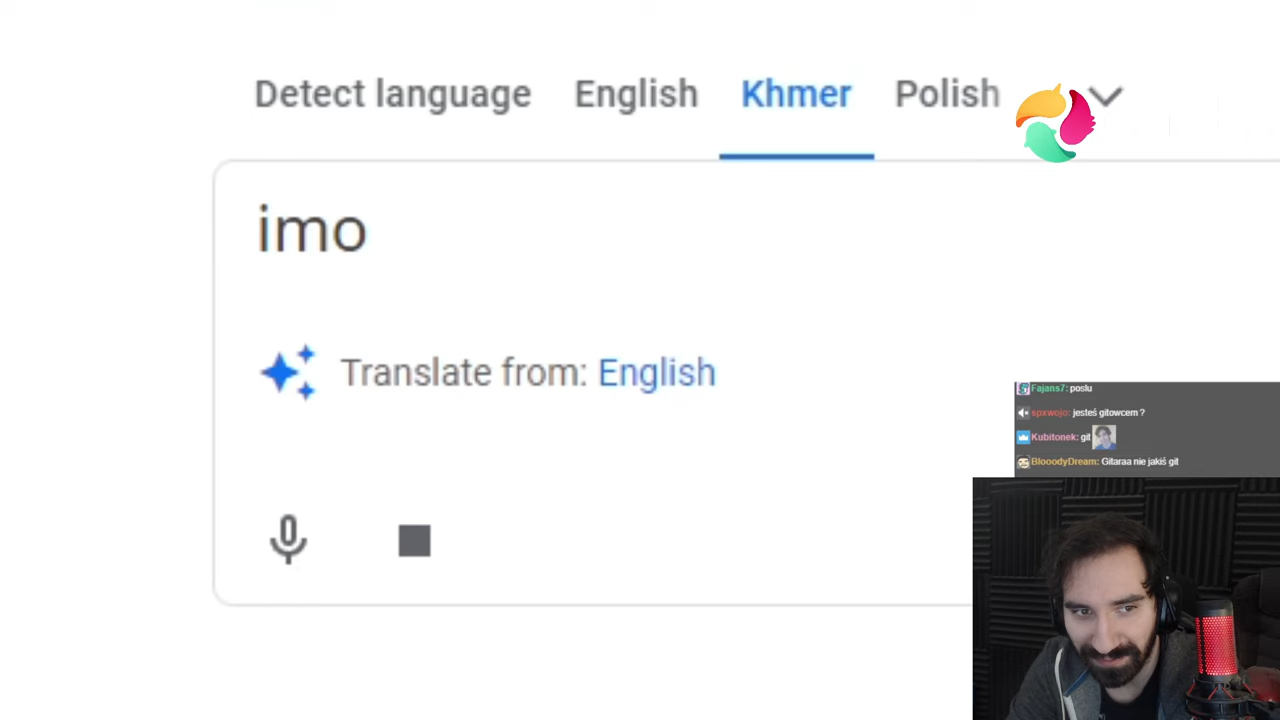 Detect language English Khmer Polish
imo
Translate from: English
Fajans7: poslu
spxwojo: jesteś gitowcem ?
Kubitonek: git
BlooodyDream: Gitaraa nie jakiś git